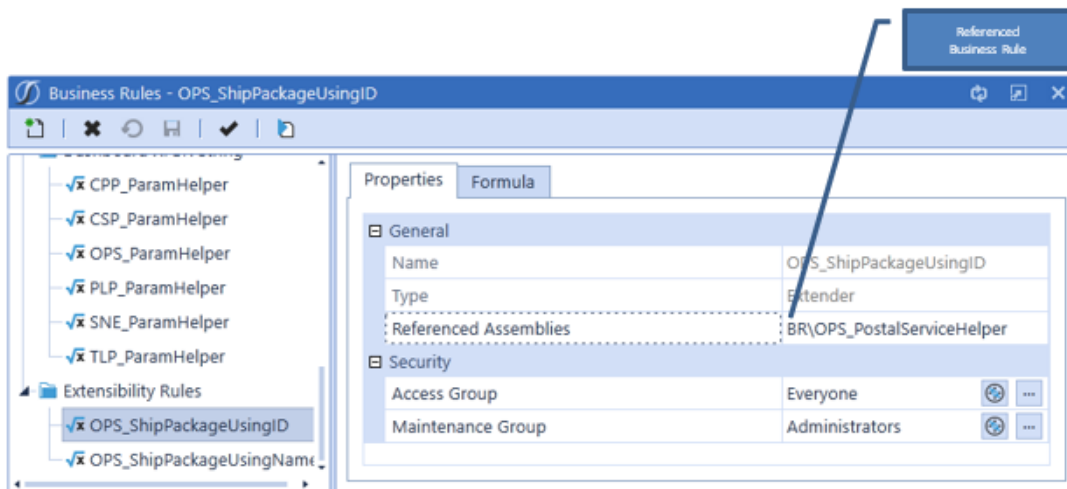 Referenced
Business Rule
Business Rules - OPS_ShipPackageUsingID
CPP_ParamHelper
CSP_ParamHelper
OPS_ParamHelper
PLP_ParamHelper
SNE_ParamHelper
TLP_ParamHelper
Extensibility Rules
OPS_ShipPackageUsingID
OPS_ShipPackageUsingName
Properties
Formula
General
Name OPS_ShipPackageUsingID
Type Extender
Referenced Assemblies BR\OPS_PostalServiceHelper
Security
Access Group Everyone
Maintenance Group Administrators